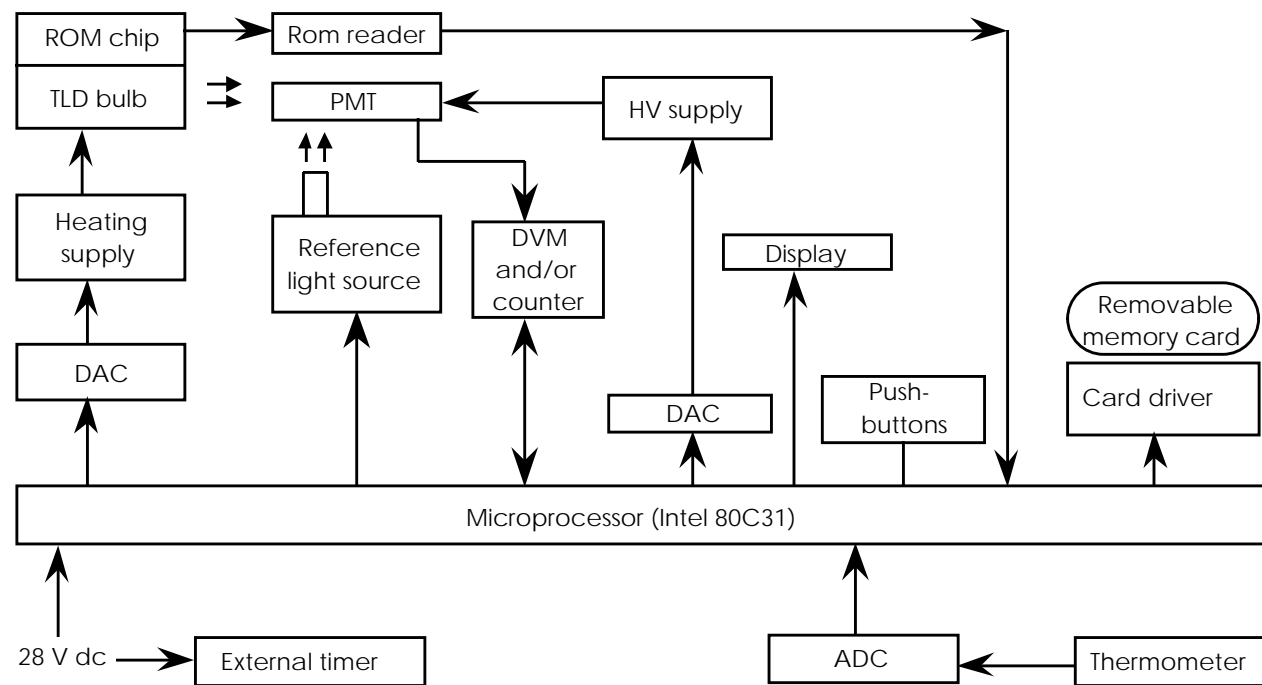 ROM chip
Rom reader
TLD bulb
PMT
HV supply
Heating
supply
Reference
light source
DVM
and/or
counter
Display
Removable
memory card
DAC
DAC
Push-
buttons
Card driver
Microprocessor (Intel 80C31)
28 V dc
External timer
ADC
Thermometer